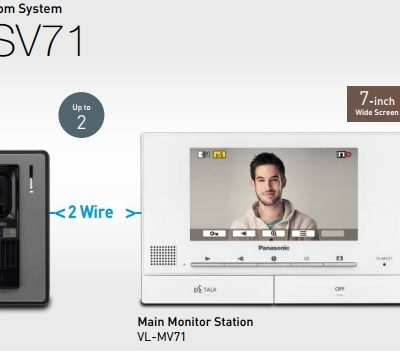 om System
SV71
Up to
2
7-inch
Wide Screen
2 Wire
Panasonic
VL-MV71
TALK
OFF
Main Monitor Station
VL-MV71